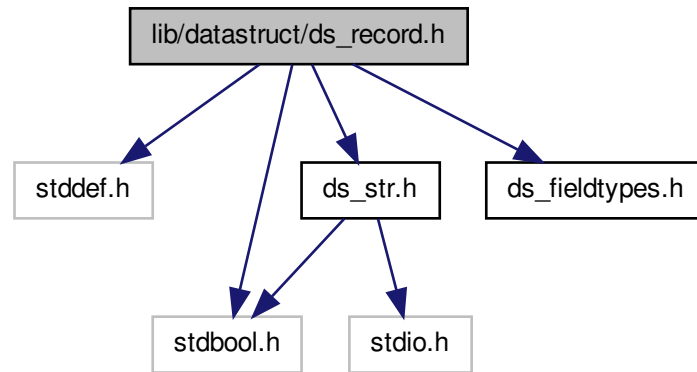 lib/datastruct/ds_record.h
stddef.h
ds_str.h
ds_fieldtypes.h
stdbool.h
stdio.h